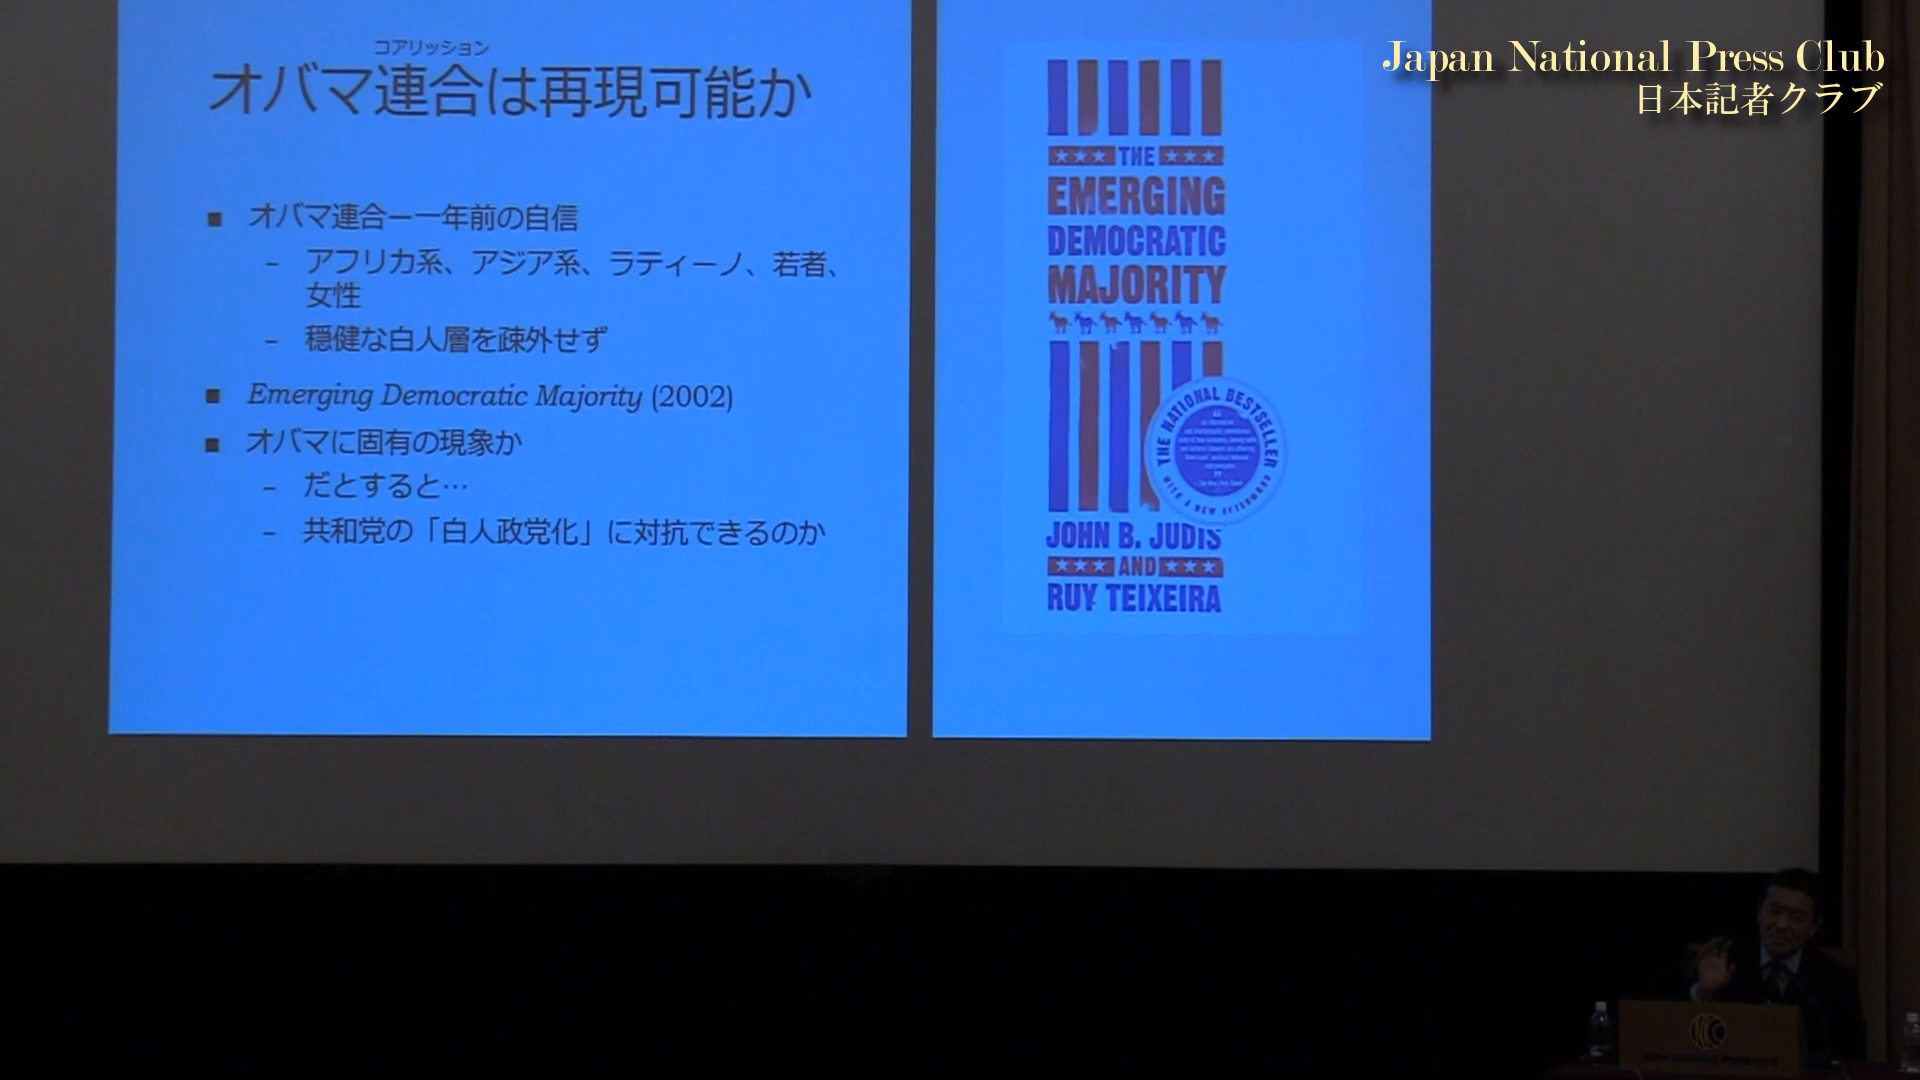 コアリッション
オバマ連合は再現可能か
■ オバマ連合ー一年前の自信
– アフリカ系、アジア系、ラティーノ、若者、
女性
– 穏健な白人層を疎外せず
■ Emerging Democratic Majority (2002)
■ オバマに固有の現象か
– だとすると…
– 共和党の「白人政党化」に対抗できるのか
THE
EMERGING
DEMOCRATIC
MAJORITY
THE NATIONAL BESTSELLER
WITH A NEW AFTERWORD
JOHN B. JUDIS
AND
RUY TEIXEIRA
Japan National Press Club
日本記者クラブ